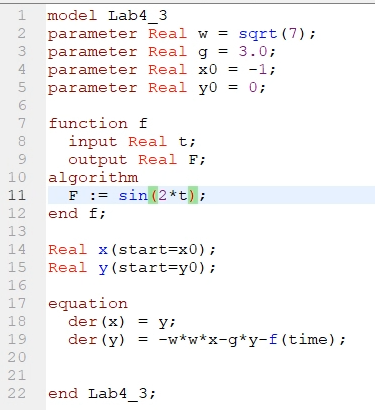 1 model Lab4_3
2 parameter Real w = sqrt(7);
3 parameter Real g = 3.0;
4 parameter Real x0 = -1;
5 parameter Real y0 = 0;
6
7 function f
8   input Real t;
9   output Real F;
10 algorithm
11   F := sin(2*t);
12 end f;
13
14 Real x(start=x0);
15 Real y(start=y0);
16
17 equation
18   der(x) = y;
19   der(y) = -w*w*x-g*y-f(time);
20
21
22 end Lab4_3;